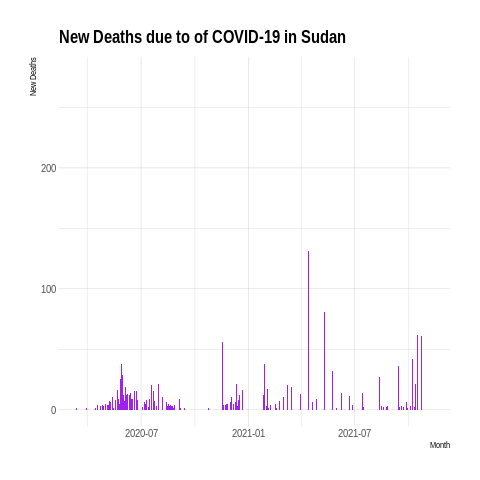 New Deaths due to of COVID-19 in Sudan
New Deaths
200
100
0
2020-07
2021-01
2021-07
Month